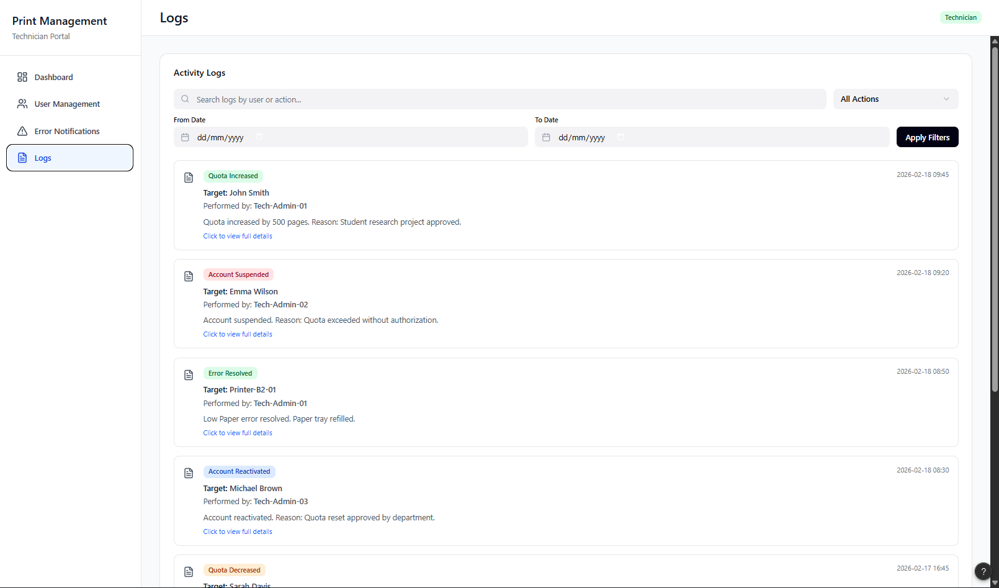 Print Management
Technician Portal
Dashboard
User Management
Error Notifications
Logs
Logs
Technician
Activity Logs
Search logs by user or action...
All Actions
From Date
To Date
dd/mm/yyyy
dd/mm/yyyy
Apply Filters
Quota Increased
2026-02-18 09:45
Target: John Smith
Performed by: Tech-Admin-01
Quota increased by 500 pages. Reason: Student research project approved.
Click to view full details
Account Suspended
2026-02-18 09:20
Target: Emma Wilson
Performed by: Tech-Admin-02
Account suspended. Reason: Quota exceeded without authorization.
Click to view full details
Error Resolved
2026-02-18 08:50
Target: Printer-B2-01
Performed by: Tech-Admin-01
Low Paper error resolved. Paper tray refilled.
Click to view full details
Account Reactivated
2026-02-18 08:30
Target: Michael Brown
Performed by: Tech-Admin-03
Account reactivated. Reason: Quota reset approved by department.
Click to view full details
Quota Decreased
2026-02-17 16:45
Target: Sarah Davis
?